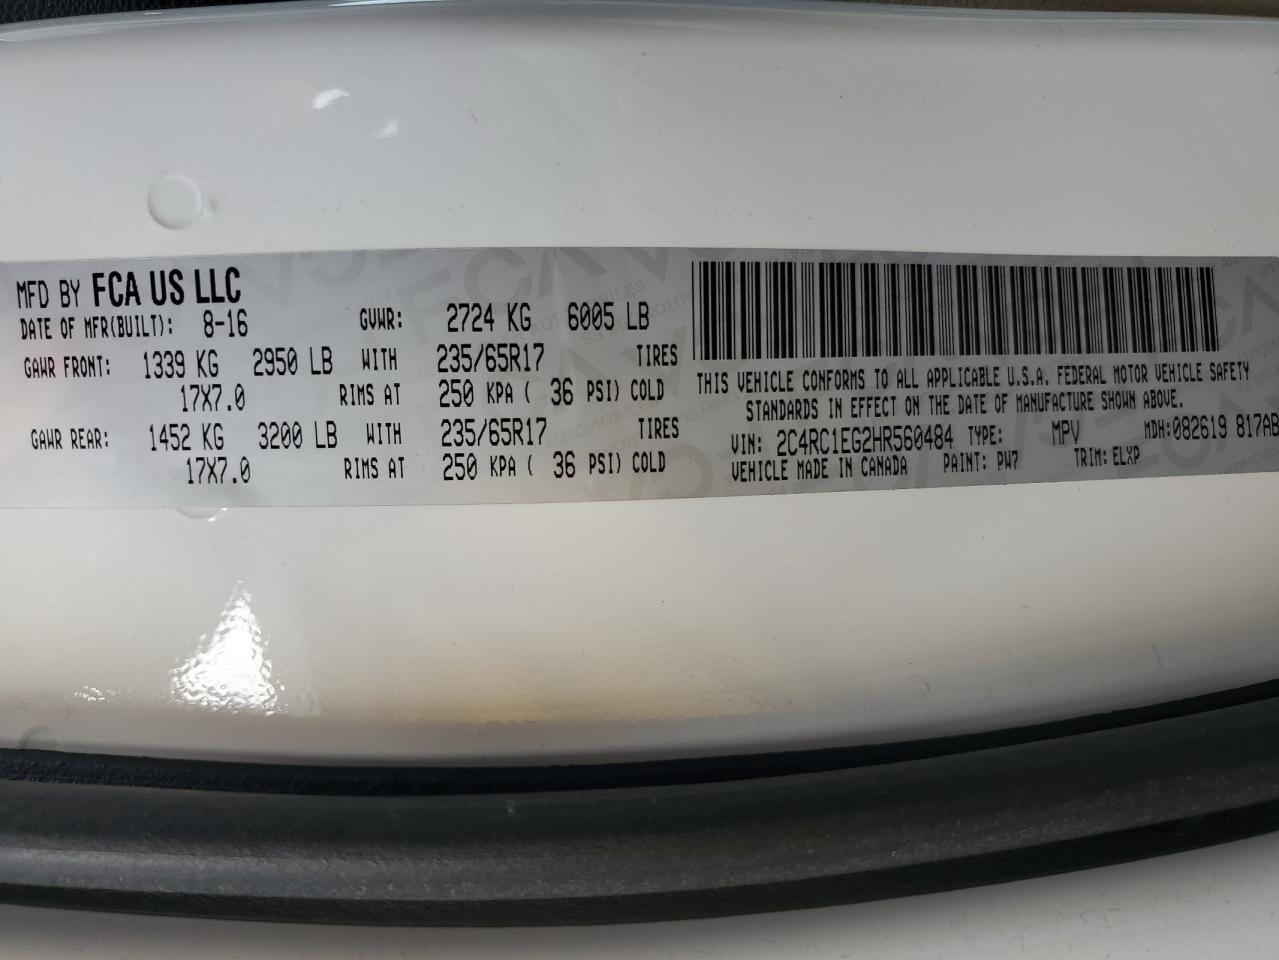 MFD BY FCA US LLC
DATE OF MFR(BUILT): 8-16 GVWR: 2724 KG 6005 LB
GAWR FRONT: 1339 KG 2950 LB WITH 235/65R17 TIRES
17X7.0 RIMS AT 250 KPA ( 36 PSI) COLD
GAWR REAR: 1452 KG 3200 LB WITH 235/65R17 TIRES
17X7.0 RIMS AT 250 KPA ( 36 PSI) COLD
THIS VEHICLE CONFORMS TO ALL APPLICABLE U.S.A. FEDERAL MOTOR VEHICLE SAFETY
STANDARDS IN EFFECT ON THE DATE OF MANUFACTURE SHOWN ABOVE.
VIN: 2C4RC1EG2HR560484 TYPE: MPV MDH:082619 817AB
VEHICLE MADE IN CANADA PAINT: PW7 TRIM: ELXP